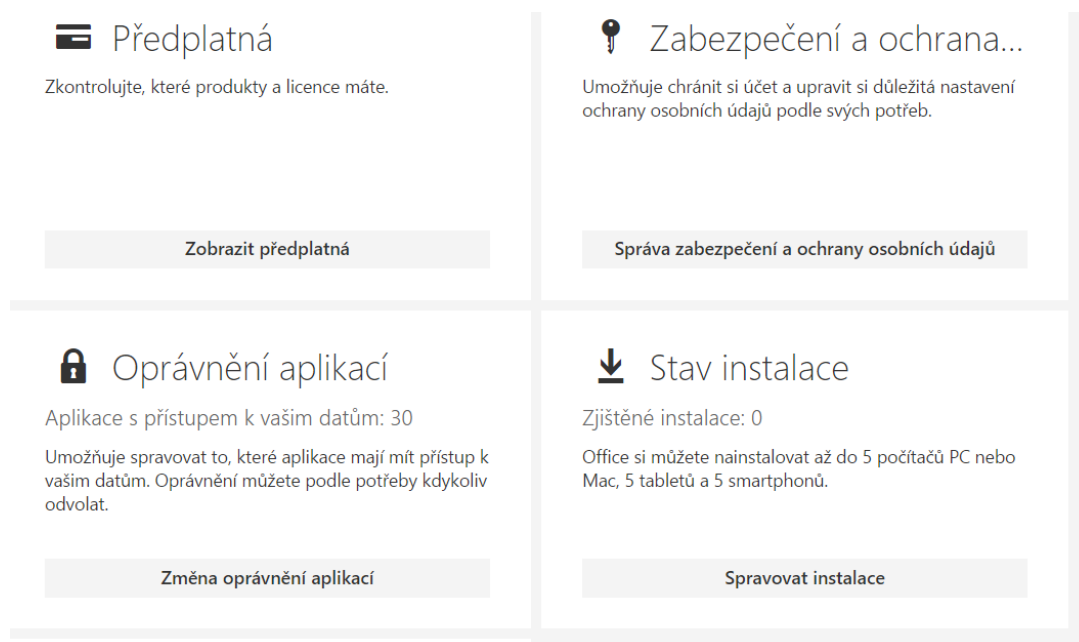 Předplatná
Zkontrolujte, které produkty a licence máte.
Zobrazit předplatná
Zabezpečení a ochrana...
Umožňuje chránit si účet a upravit si důležitá nastavení
ochrany osobních údajů podle svých potřeb.
Správa zabezpečení a ochrany osobních údajů
Oprávnění aplikací
Aplikace s přístupem k vašim datům: 30
Umožňuje spravovat to, které aplikace mají mít přístup k
vašim datům. Oprávnění můžete podle potřeby kdykoliv
odvolat.
Změna oprávnění aplikací
Stav instalace
Zjištěné instalace: 0
Office si můžete nainstalovat až do 5 počítačů PC nebo
Mac, 5 tabletů a 5 smartphonů.
Spravovat instalace